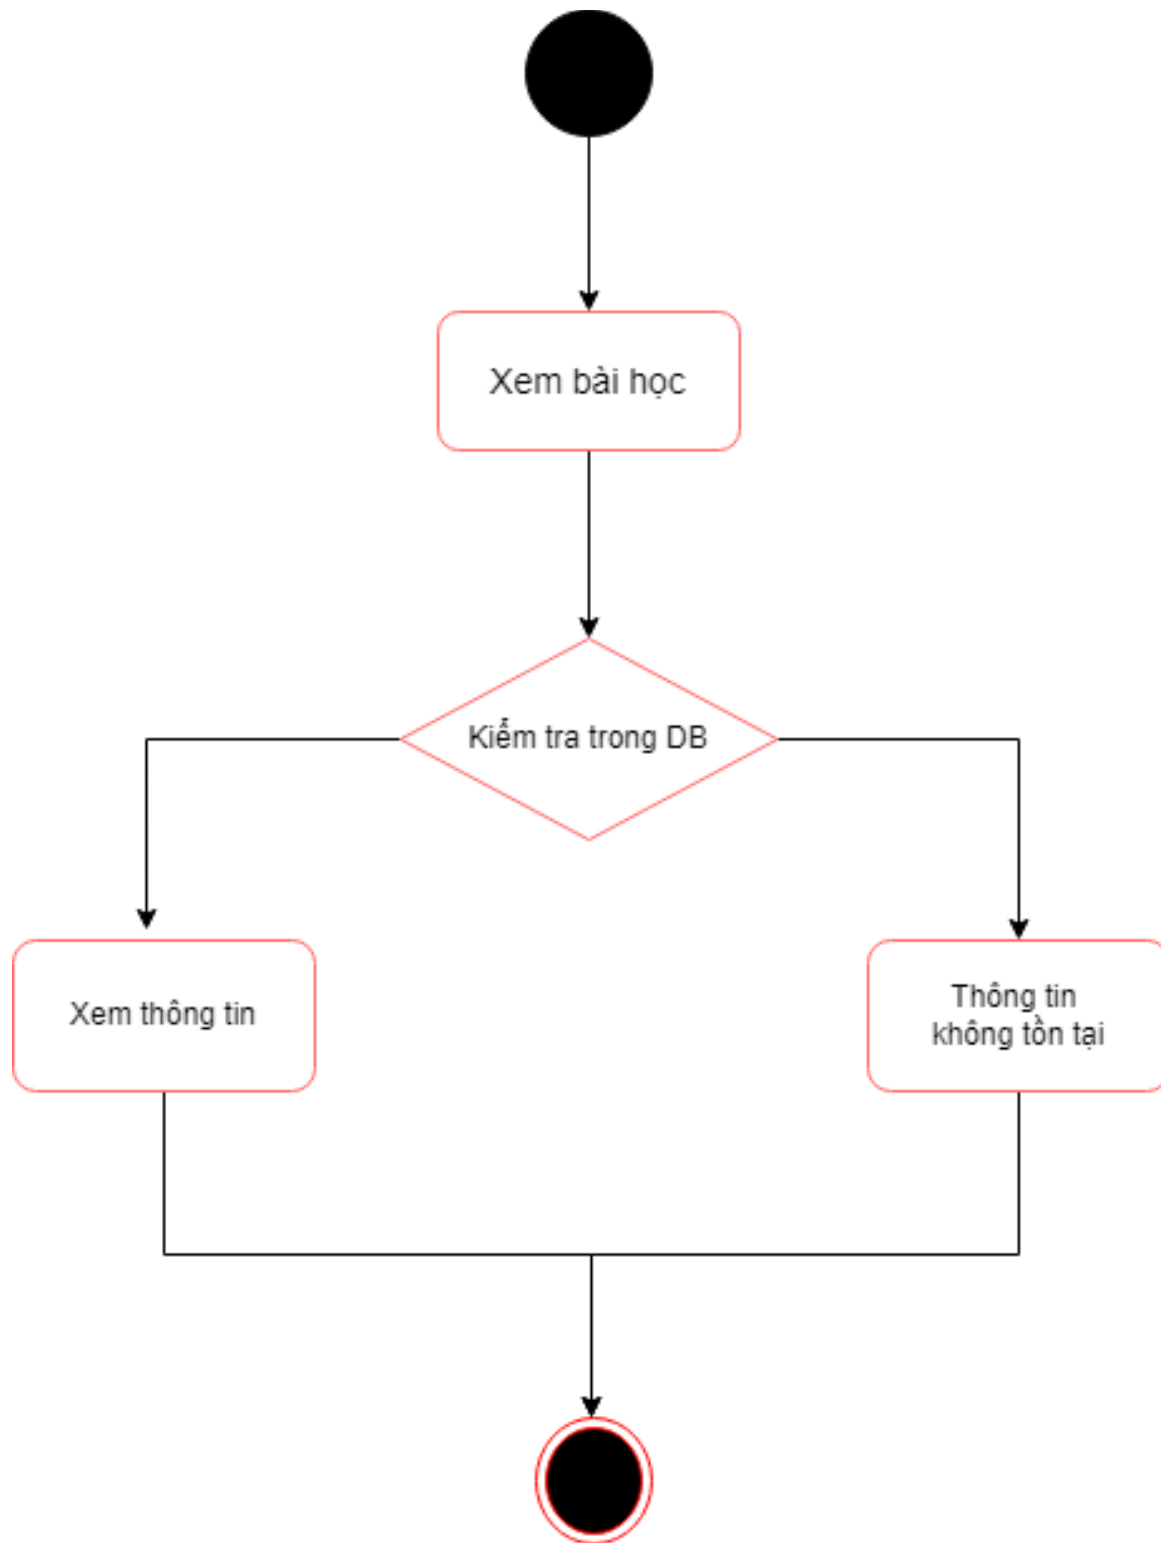 Xem bài học
Kiểm tra trong DB
Xem thông tin
Thông tin
không tồn tại